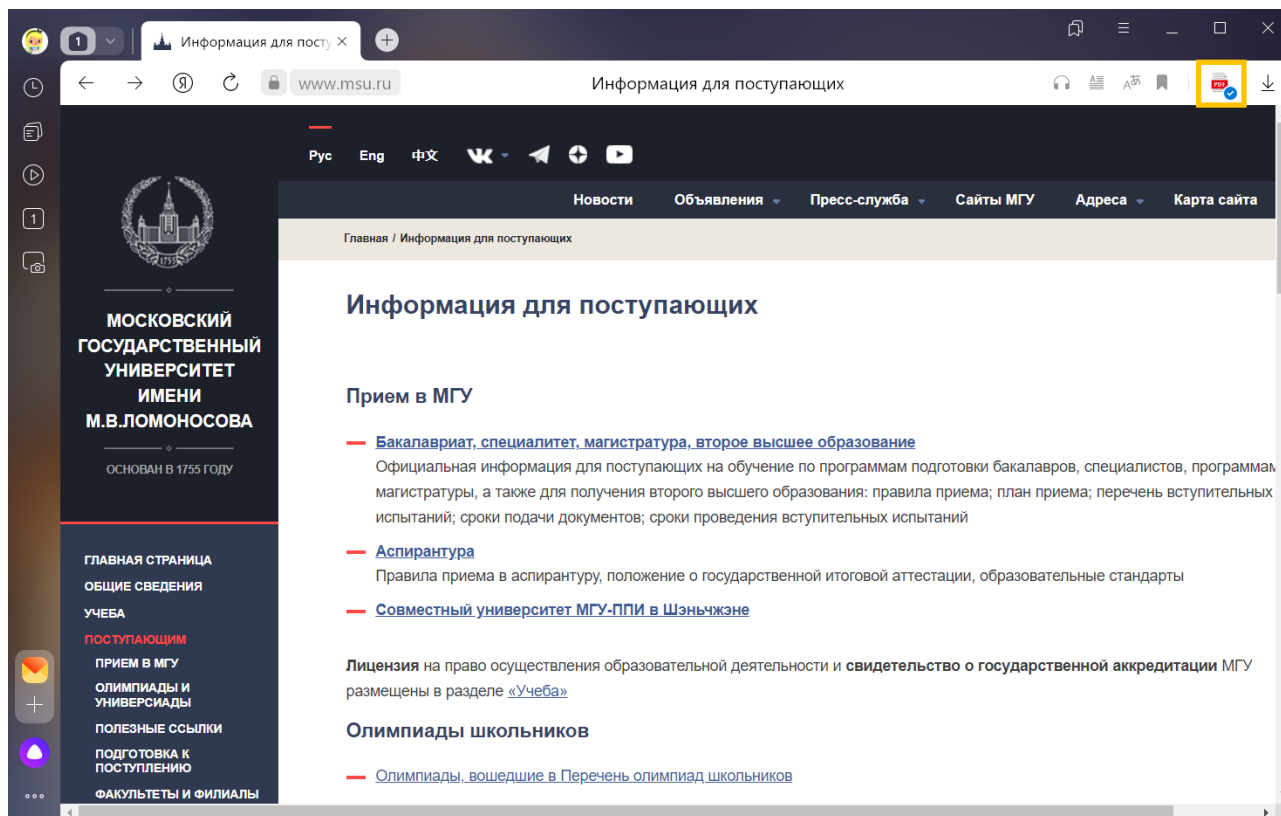 1
Информация для посту
www.msu.ru
Информация для поступающих
PDF
1
Рус Eng 中文
Новости Объявления Пресс-служба Сайты МГУ Адреса Карта сайта
Главная / Информация для поступающих
1755
МОСКОВСКИЙ
ГОСУДАРСТВЕННЫЙ
УНИВЕРСИТЕТ
ИМЕНИ
М.В.ЛОМОНОСОВА
ОСНОВАН В 1755 ГОДУ
ГЛАВНАЯ СТРАНИЦА
ОБЩИЕ СВЕДЕНИЯ
УЧЕБА
ПОСТУПАЮЩИМ
ПРИЕМ В МГУ
ОЛИМПИАДЫ И
УНИВЕРСИАДЫ
ПОЛЕЗНЫЕ ССЫЛКИ
ПОДГОТОВКА К
ПОСТУПЛЕНИЮ
ФАКУЛЬТЕТЫ И ФИЛИАЛЫ
Информация для поступающих
Прием в МГУ
Бакалавриат, специалитет, магистратура, второе высшее образование
Официальная информация для поступающих на обучение по программам подготовки бакалавров, специалистов, программам
магистратуры, а также для получения второго высшего образования: правила приема; план приема; перечень вступительных
испытаний; сроки подачи документов; сроки проведения вступительных испытаний
Аспирантура
Правила приема в аспирантуру, положение о государственной итоговой аттестации, образовательные стандарты
Совместный университет МГУ-ППИ в Шэньчжэне
Лицензия на право осуществления образовательной деятельности и свидетельство о государственной аккредитации МГУ
размещены в разделе «Учеба»
Олимпиады школьников
Олимпиады, вошедшие в Перечень олимпиад школьников